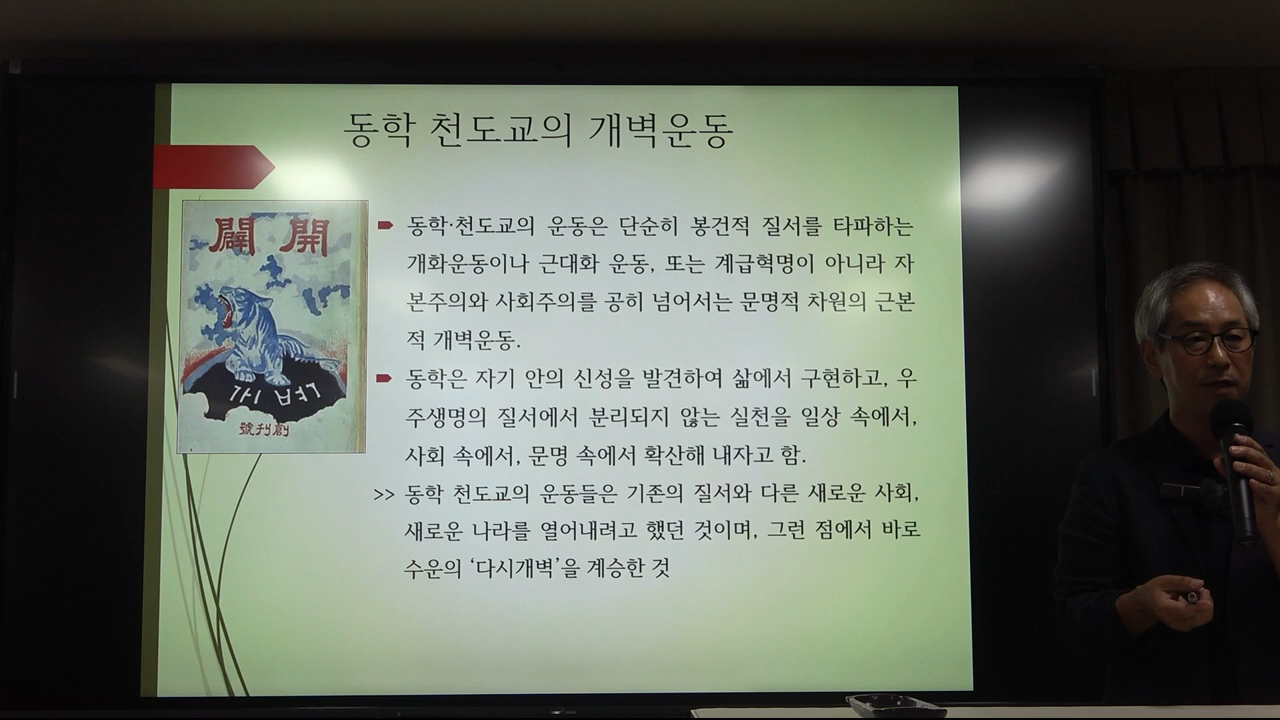 동학 천도교의 개벽운동
開闢
개벽
創刊號
동학·천도교의 운동은 단순히 봉건적 질서를 타파하는
개화운동이나 근대화 운동, 또는 계급혁명이 아니라 자
본주의와 사회주의를 공히 넘어서는 문명적 차원의 근본
적 개벽운동.
동학은 자기 안의 신성을 발견하여 삶에서 구현하고, 우
주생명의 질서에서 분리되지 않는 실천을 일상 속에서,
사회 속에서, 문명 속에서 확산해 내자고 함.
>> 동학 천도교의 운동들은 기존의 질서와 다른 새로운 사회,
새로운 나라를 열어내려고 했던 것이며, 그런 점에서 바로
수운의 ‘다시개벽’을 계승한 것